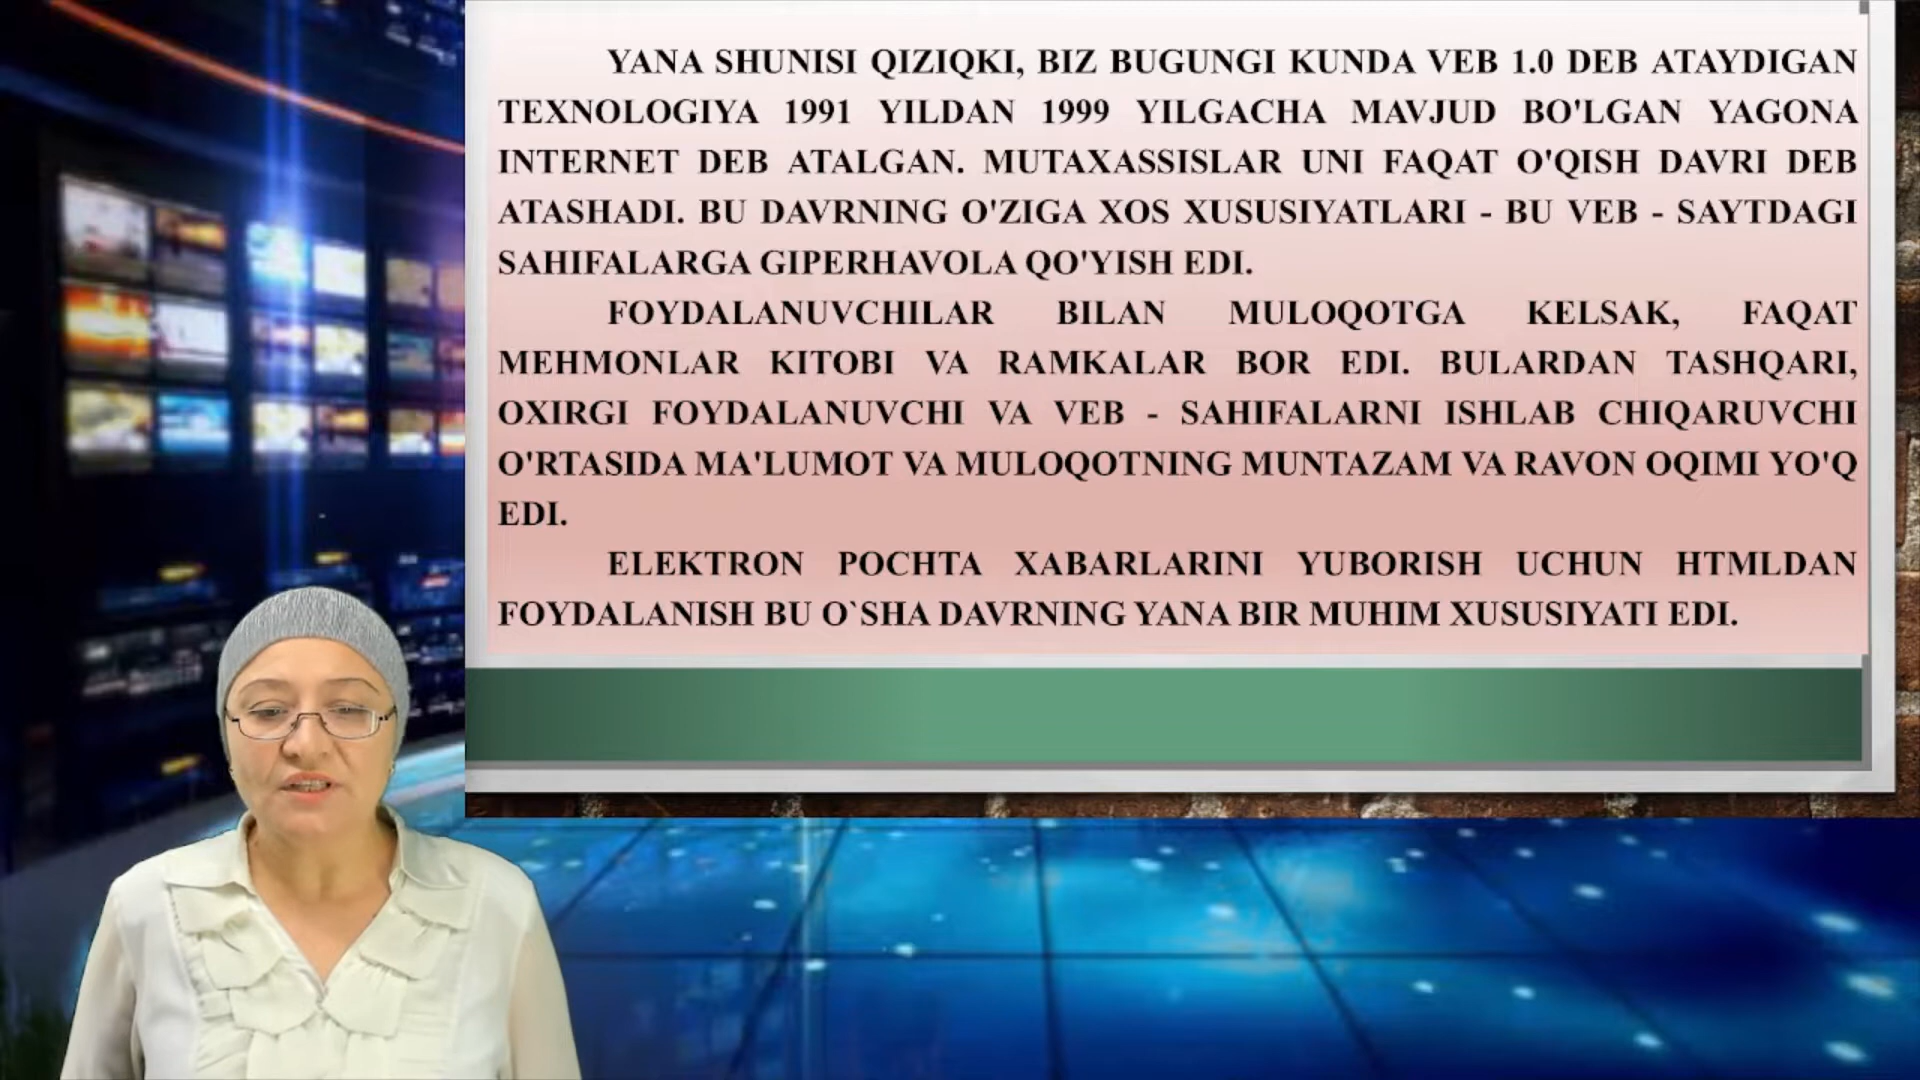 YANA SHUNISI QIZIQKI, BIZ BUGUNGI KUNDA VEB 1.0 DEB ATAYDIGAN
TEXNOLOGIYA 1991 YILDAN 1999 YILGACHA MAVJUD BO'LGAN YAGONA
INTERNET DEB ATALGAN. MUTAXASSISLAR UNI FAQAT O'QISH DAVRI DEB
ATASHADI. BU DAVRNING O'ZIGA XOS XUSUSIYATLARI - BU VEB - SAYTDAGI
SAHIFALARGA GIPERHAVOLA QO'YISH EDI.
FOYDALANUVCHILAR BILAN MULOQOTGA KELSAK, FAQAT
MEHMONLAR KITOBI VA RAMKALAR BOR EDI. BULARDAN TASHQARI,
OXIRGI FOYDALANUVCHI VA VEB - SAHIFALARNI ISHLAB CHIQARUVCHI
O'RTASIDA MA'LUMOT VA MULOQOTNING MUNTAZAM VA RAVON OQIMI YO'Q
EDI.
ELEKTRON POCHTA XABARLARINI YUBORISH UCHUN HTMLDAN
FOYDALANISH BU O`SHA DAVRNING YANA BIR MUHIM XUSUSIYATI EDI.